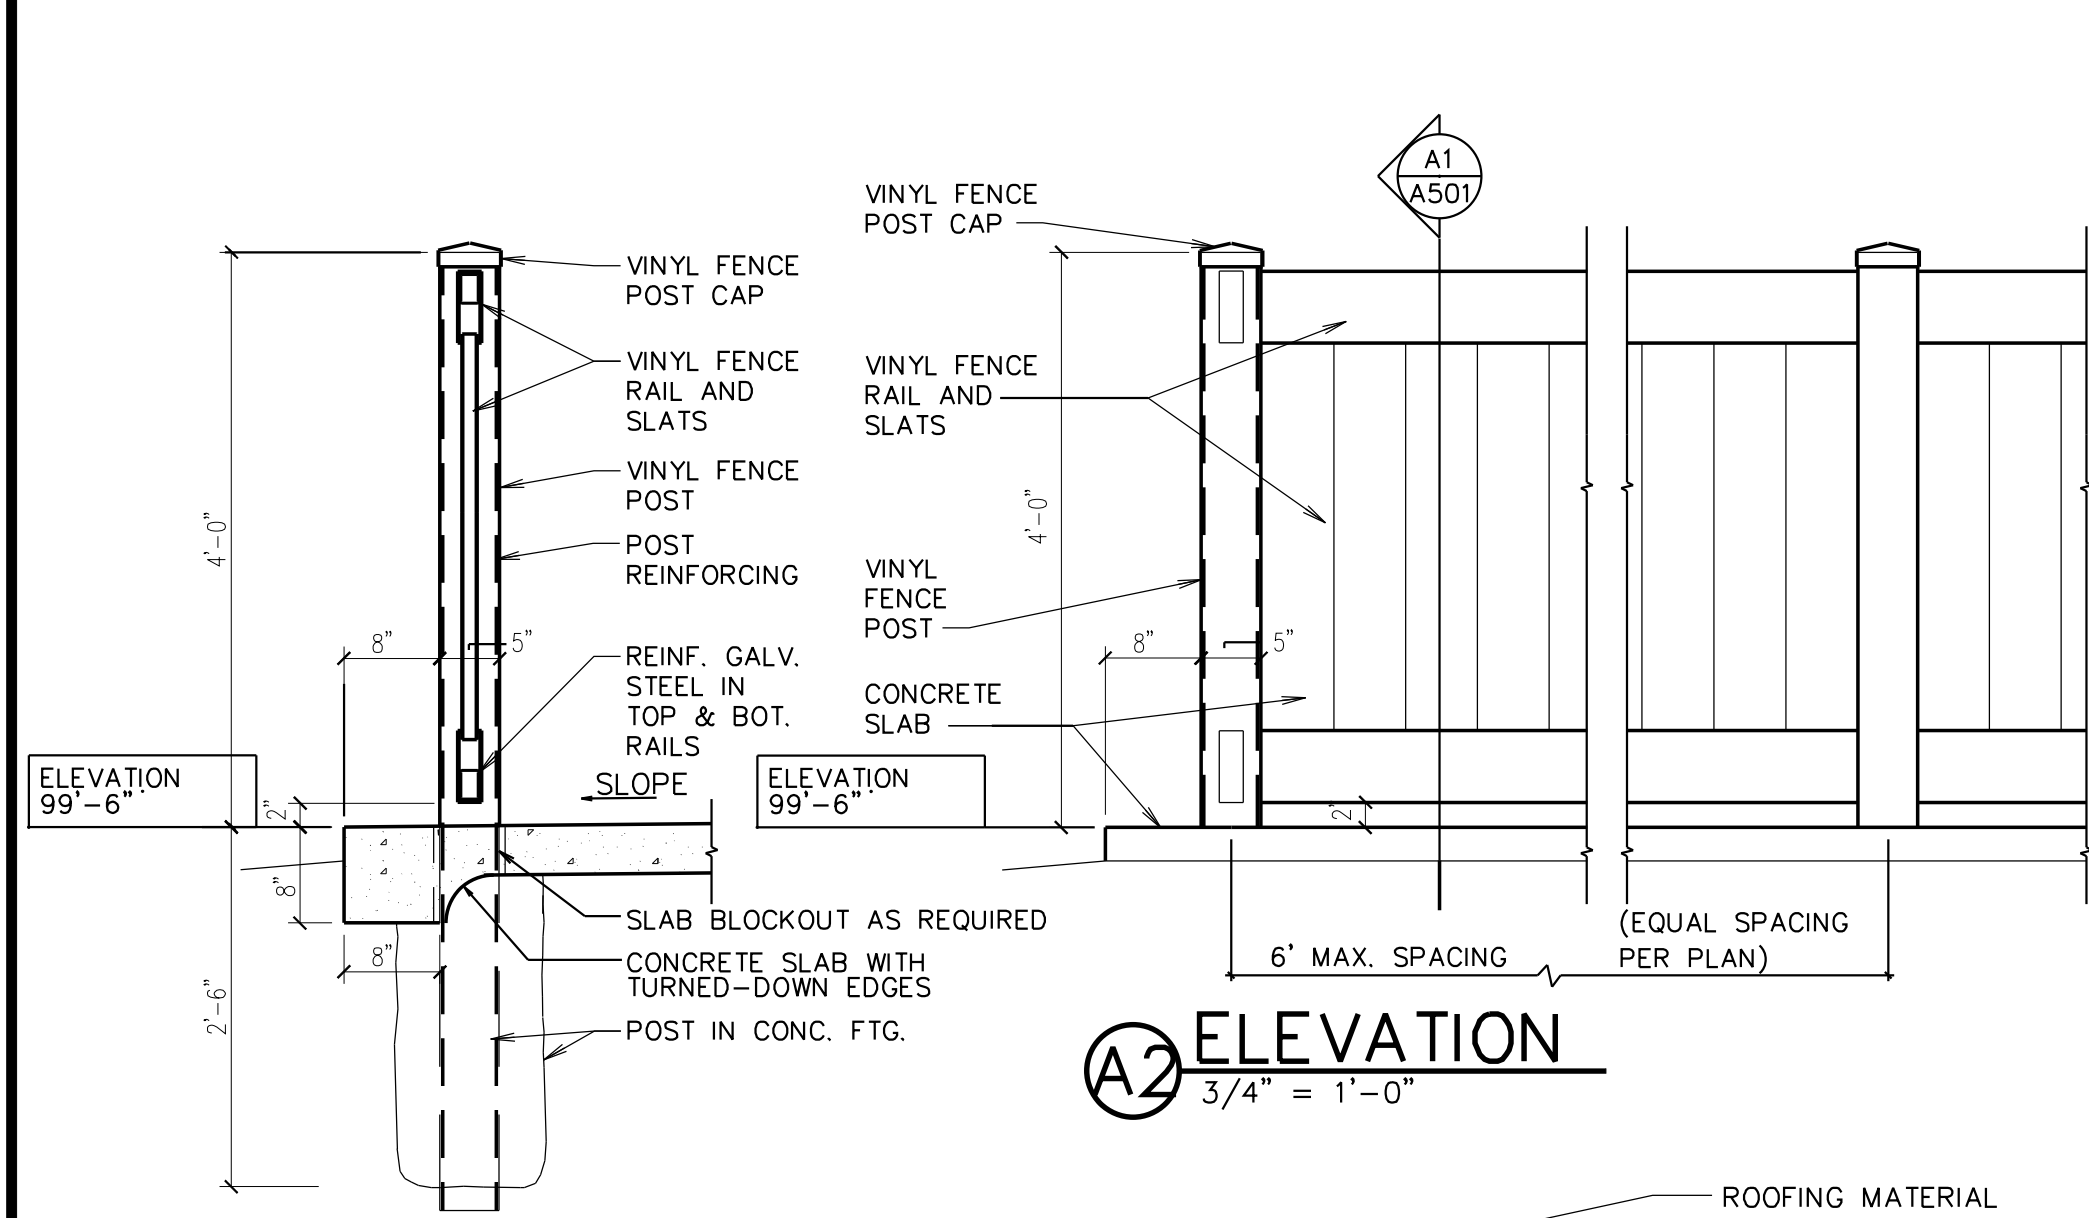 VINYL FENCE
POST CAP
VINYL FENCE
RAIL AND
SLATS
VINYL FENCE
POST
POST
REINFORCING
REINF. GALV.
STEEL IN
TOP & BOT.
RAILS
SLOPE
4'-0"
8"
5"
ELEVATION
99'-6"
2"
8"
8"
2'-6"
SLAB BLOCKOUT AS REQUIRED
CONCRETE SLAB WITH
TURNED-DOWN EDGES
POST IN CONC. FTG.
A1
A501
VINYL FENCE
POST CAP
VINYL FENCE
RAIL AND
SLATS
4'-0"
VINYL
FENCE
POST
8"
5"
CONCRETE
SLAB
ELEVATION
99'-6"
2"
6' MAX. SPACING
(EQUAL SPACING
PER PLAN)
A2
ELEVATION
3/4" = 1'-0"
ROOFING MATERIAL